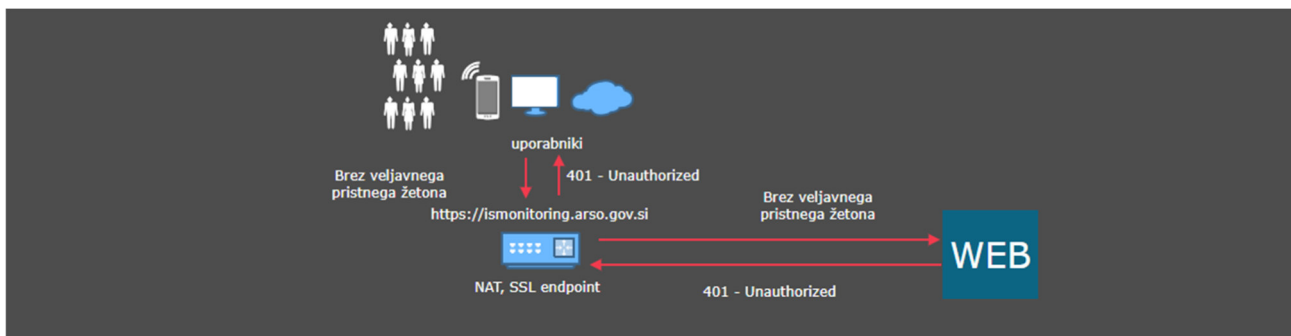 uporabniki
Brez veljavnega
pristnega žetona
401 - Unauthorized
https://ismonitoring.arso.gov.si
NAT, SSL endpoint
Brez veljavnega
pristnega žetona
401 - Unauthorized
WEB